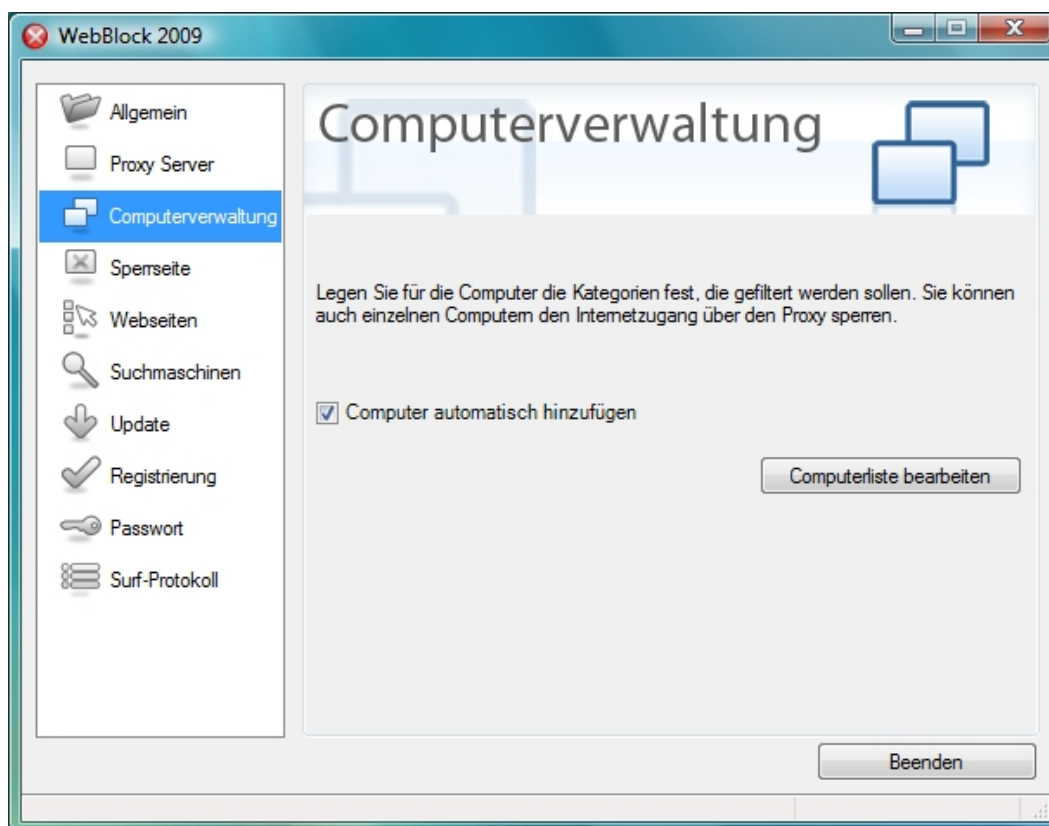 WebBlock 2009
Allgemein
Proxy Server
Computerverwaltung
Sperrseite
Webseiten
Suchmaschinen
Update
Registrierung
Passwort
Surf-Protokoll
Computerverwaltung
Legen Sie für die Computer die Kategorien fest, die gefiltert werden sollen. Sie können
auch einzelnen Computern den Internetzugang über den Proxy sperren.
Computer automatisch hinzufügen
Computerliste bearbeiten
Beenden